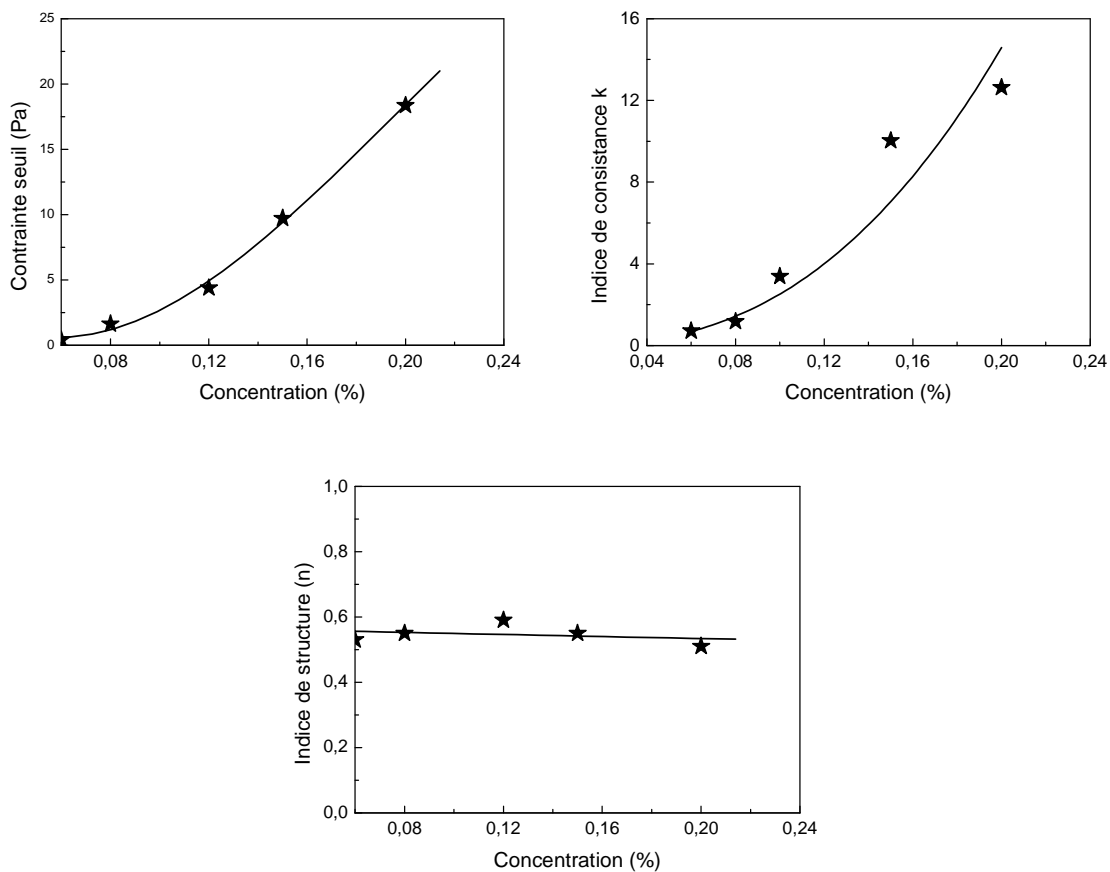 25
20
15
10
5
0
0,08 0,12 0,16 0,20 0,24
Contrainte seuil (Pa)
Concentration (%)
16
12
8
4
0
0,04 0,08 0,12 0,16 0,20 0,24
Indice de consistance k
Concentration (%)
1,0
0,8
0,6
0,4
0,2
0,0
0,08 0,12 0,16 0,20 0,24
Indice de structure (n)
Concentration (%)